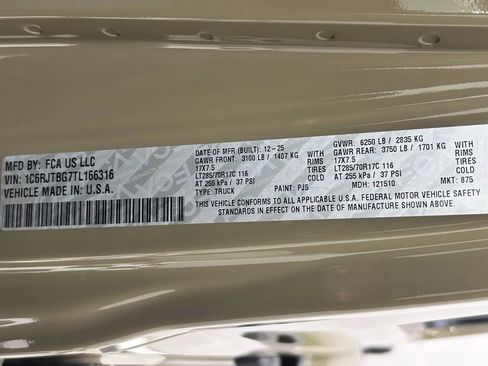 MFD BY: FCA US LLC
VIN: 1C6RJTBG7TL166316
VEHICLE MADE IN: U.S.A.
DATE OF MFR (BUILT): 12-25 GVWR: 6250 LB / 2835 KG
GAWR FRONT: 3100 LB / 1407 KG WITH GAWR REAR: 3750 LB / 1701 KG WITH
17X7.5 RIMS 17X7.5 RIMS
LT285/70R17C 116 TIRES LT285/70R17C 116 TIRES
AT 255 kPa / 37 PSI COLD AT 255 kPa / 37 PSI COLD
TYPE: TRUCK PAINT: PJ5 MDH: 121510 MKT: 875
THIS VEHICLE CONFORMS TO ALL APPLICABLE U.S.A. FEDERAL MOTOR VEHICLE SAFETY
STANDARDS IN EFFECT ON THE DATE OF MANUFACTURE SHOWN ABOVE.